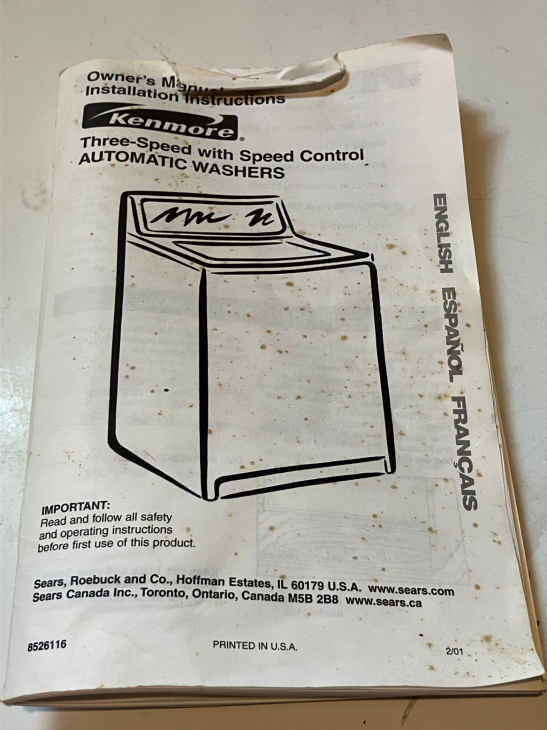 Owner's Manual
Installation Instructions
Kenmore®
Three-Speed with Speed Control
AUTOMATIC WASHERS
ENGLISH ESPAÑOL FRANÇAIS
IMPORTANT:
Read and follow all safety
and operating instructions
before first use of this product.
Sears, Roebuck and Co., Hoffman Estates, IL 60179 U.S.A. www.sears.com
Sears Canada Inc., Toronto, Ontario, Canada M5B 2B8 www.sears.ca
8526116 PRINTED IN U.S.A. 2/01